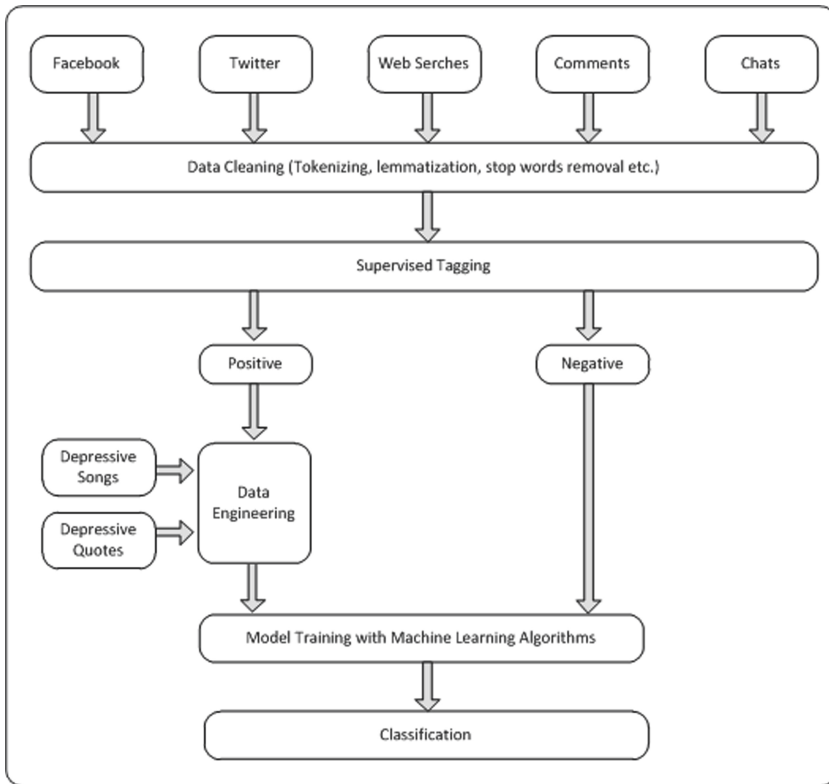 Facebook
Twitter
Web Serches
Comments
Chats
Data Cleaning (Tokenizing, lemmatization, stop words removal etc.)
Supervised Tagging
Positive
Negative
Depressive
Songs
Data
Engineering
Depressive
Quotes
Model Training with Machine Learning Algorithms
Classification